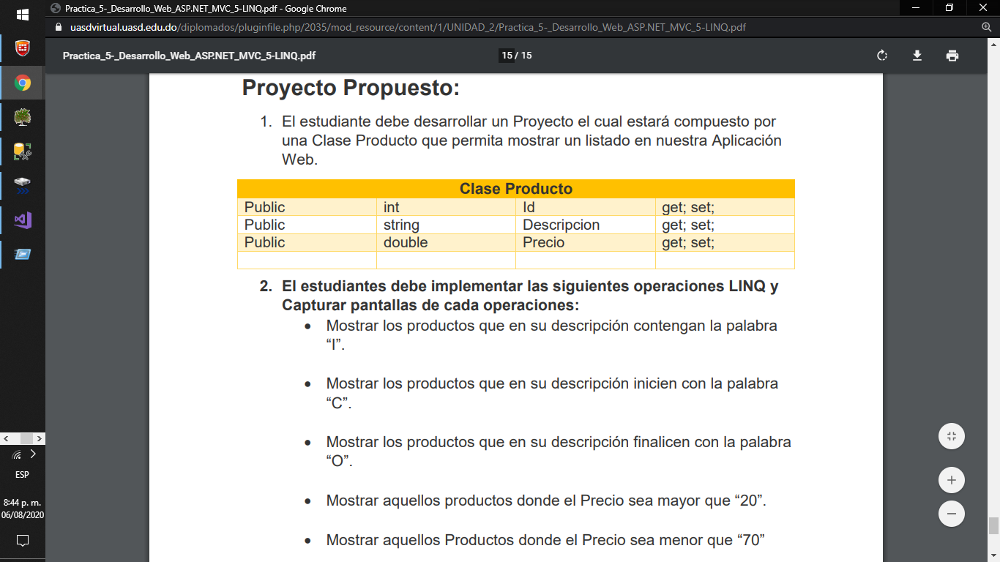 Practica_5-_Desarrollo_Web_ASP.NET_MVC_5-LINQ.pdf - Google Chrome
uasdvirtual.uasd.edu.do/diplomados/pluginfile.php/2035/mod_resource/content/1/UNIDAD_2/Practica_5-_Desarrollo_Web_ASP.NET_MVC_5-LINQ.pdf
Practica_5-_Desarrollo_Web_ASP.NET_MVC_5-LINQ.pdf 15 / 15
Proyecto Propuesto:
1. El estudiante debe desarrollar un Proyecto el cual estará compuesto por
una Clase Producto que permita mostrar un listado en nuestra Aplicación
Web.
Clase Producto
Public int Id get; set;
Public string Descripcion get; set;
Public double Precio get; set;
2. El estudiantes debe implementar las siguientes operaciones LINQ y
Capturar pantallas de cada operaciones:
• Mostrar los productos que en su descripción contengan la palabra
“I”.
• Mostrar los productos que en su descripción inicien con la palabra
“C”.
• Mostrar los productos que en su descripción finalicen con la palabra
“O”.
• Mostrar aquellos productos donde el Precio sea mayor que “20”.
• Mostrar aquellos Productos donde el Precio sea menor que “70”
ESP
8:44 p. m.
06/08/2020